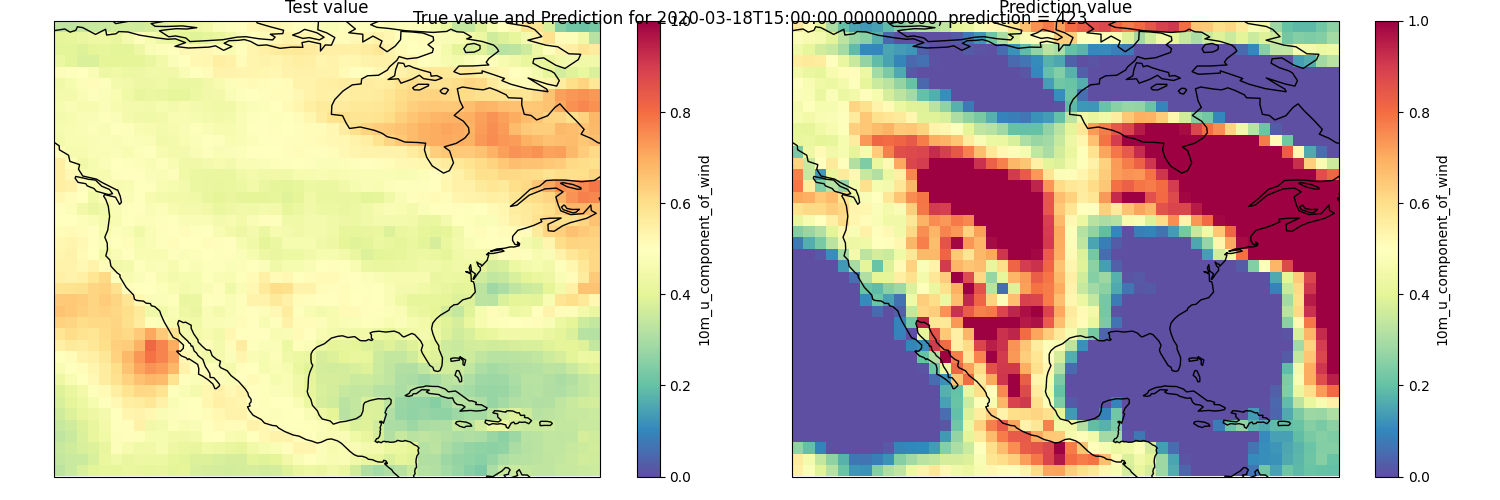 Test value
Prediction value
True value and Prediction for 2020-03-18T15:00:00.000000000, prediction = 423
1.0
0.8
0.6
0.4
0.2
0.0
10m_u_component_of_wind
1.0
0.8
0.6
0.4
0.2
0.0
10m_u_component_of_wind